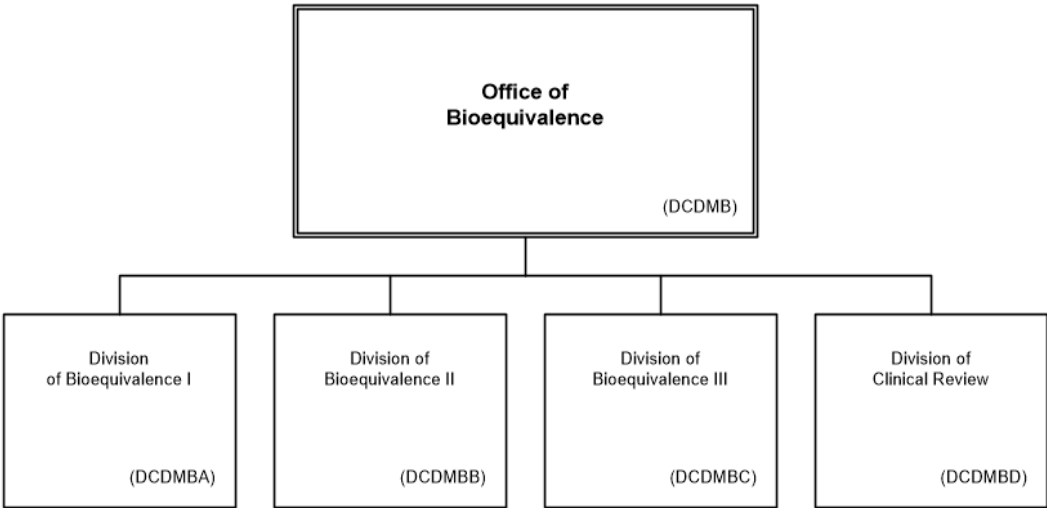 Office of
Bioequivalence
(DCDMB)
Division
of Bioequivalence I
(DCDMBA)
Division of
Bioequivalence II
(DCDMBB)
Division of
Bioequivalence III
(DCDMBC)
Division of
Clinical Review
(DCDMBD)